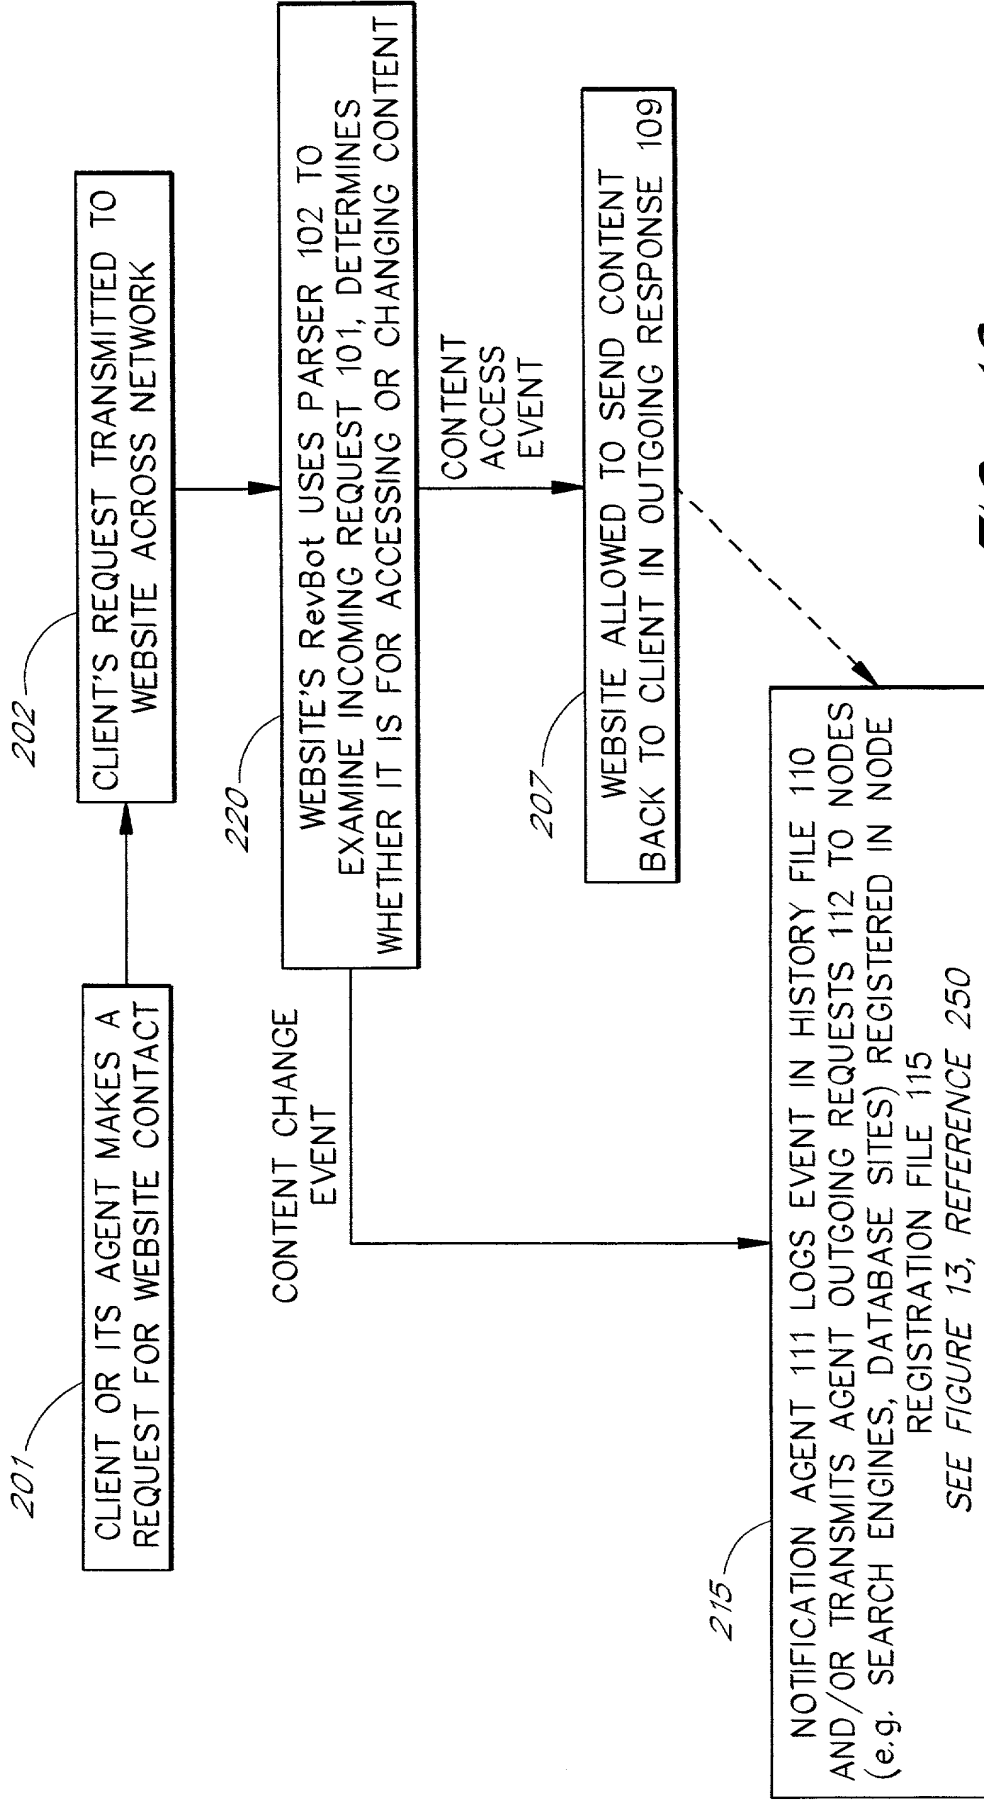 201
CLIENT OR ITS AGENT MAKES A
REQUEST FOR WEBSITE CONTACT
202
CLIENT'S REQUEST TRANSMITTED TO
WEBSITE ACROSS NETWORK
220
WEBSITE'S RevBot USES PARSER 102 TO
EXAMINE INCOMING REQUEST 101, DETERMINES
WHETHER IT IS FOR ACCESSING OR CHANGING CONTENT
CONTENT CHANGE
EVENT
CONTENT
ACCESS
EVENT
207
WEBSITE ALLOWED TO SEND CONTENT
BACK TO CLIENT IN OUTGOING RESPONSE 109
215
NOTIFICATION AGENT 111 LOGS EVENT IN HISTORY FILE 110
AND/OR TRANSMITS AGENT OUTGOING REQUESTS 112 TO NODES
(e.g. SEARCH ENGINES, DATABASE SITES) REGISTERED IN NODE
REGISTRATION FILE 115
SEE FIGURE 13, REFERENCE 250